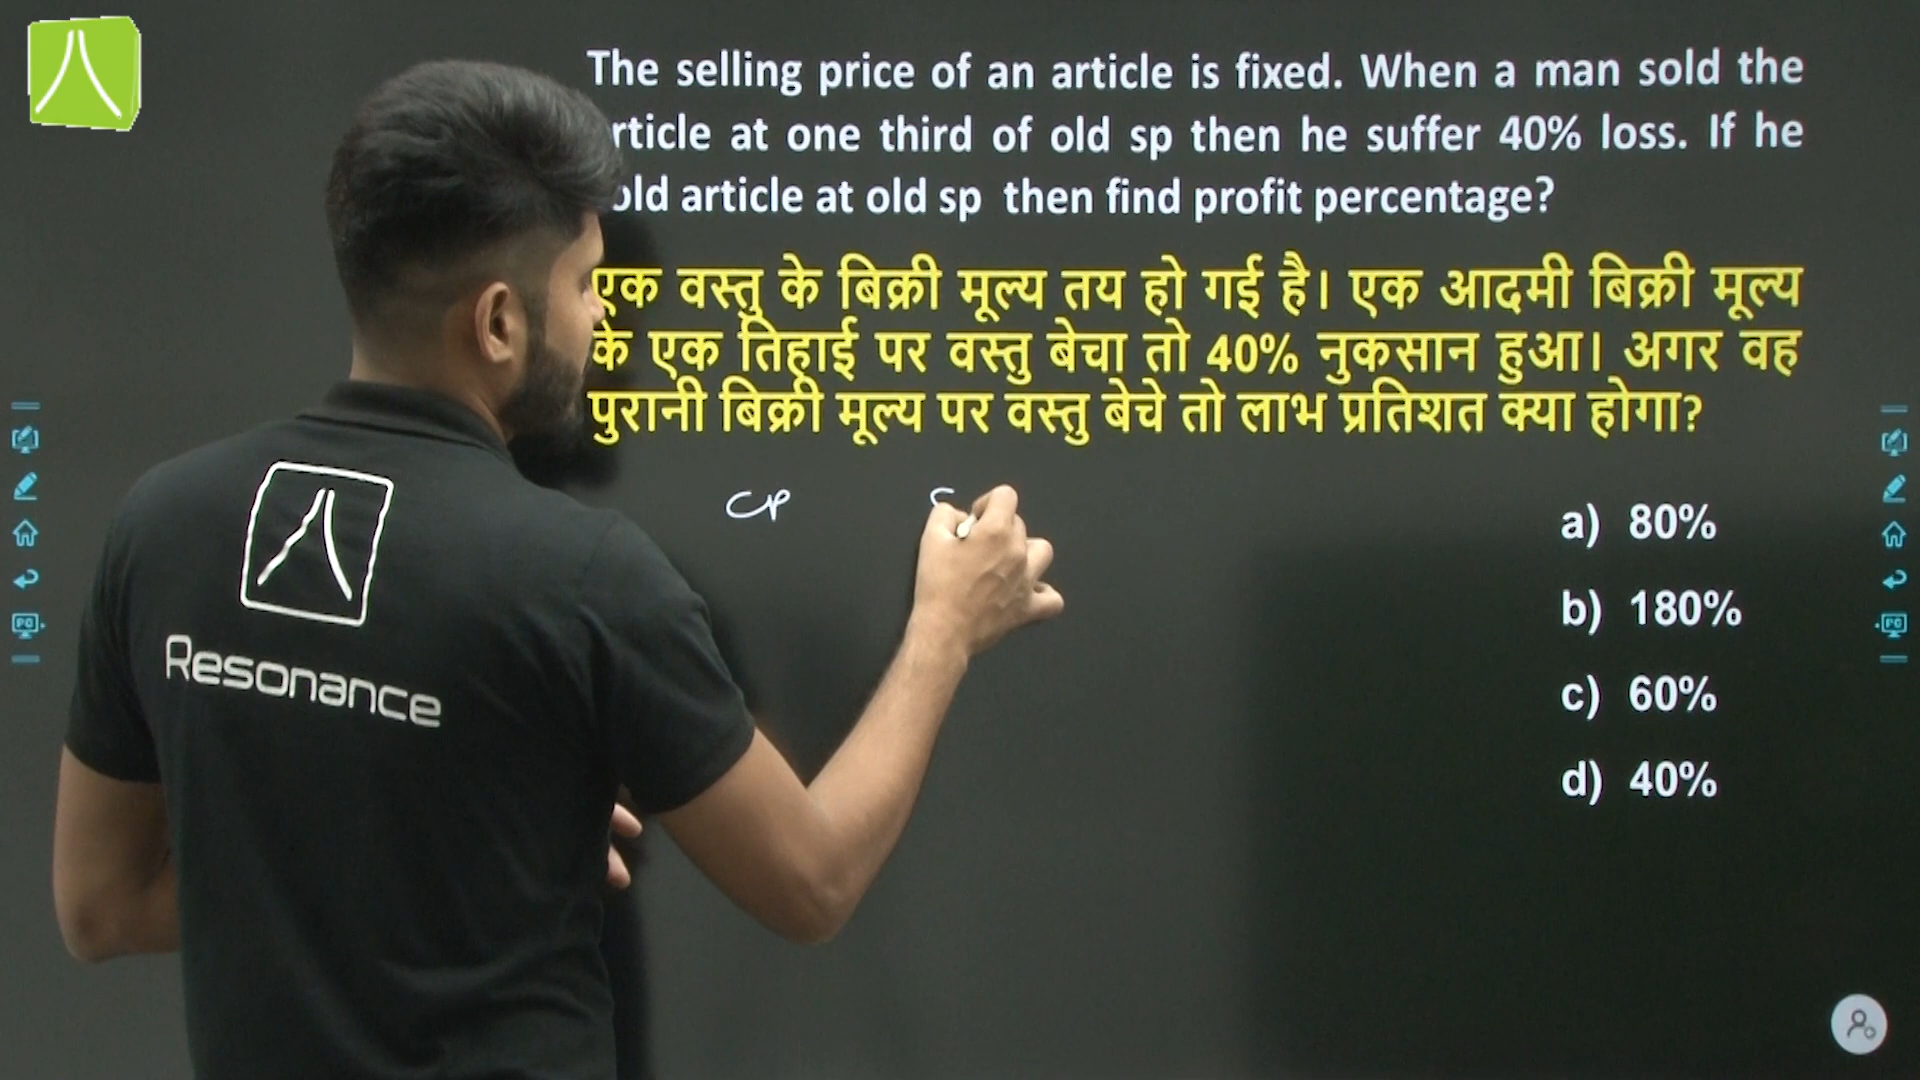 The selling price of an article is fixed. When a man sold the
rticle at one third of old sp then he suffer 40% loss. If he
old article at old sp then find profit percentage?
एक वस्तु के बिक्री मूल्य तय हो गई है। एक आदमी बिक्री मूल्य
के एक तिहाई पर वस्तु बेचा तो 40% नुकसान हुआ। अगर वह
पुरानी बिक्री मूल्य पर वस्तु बेचे तो लाभ प्रतिशत क्या होगा?
CP
a) 80%
b) 180%
c) 60%
d) 40%
Resonance
PC
PC